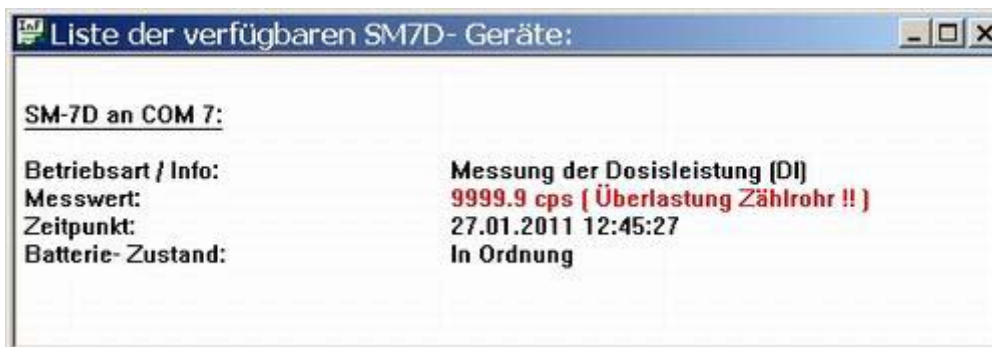 Liste der verfügbaren SM7D- Geräte:
SM-7D an COM 7:
Betriebsart / Info: Messung der Dosisleistung (DI)
Messwert: 9999.9 cps ( Überlastung Zählrohr !! )
Zeitpunkt: 27.01.2011 12:45:27
Batterie- Zustand: In Ordnung